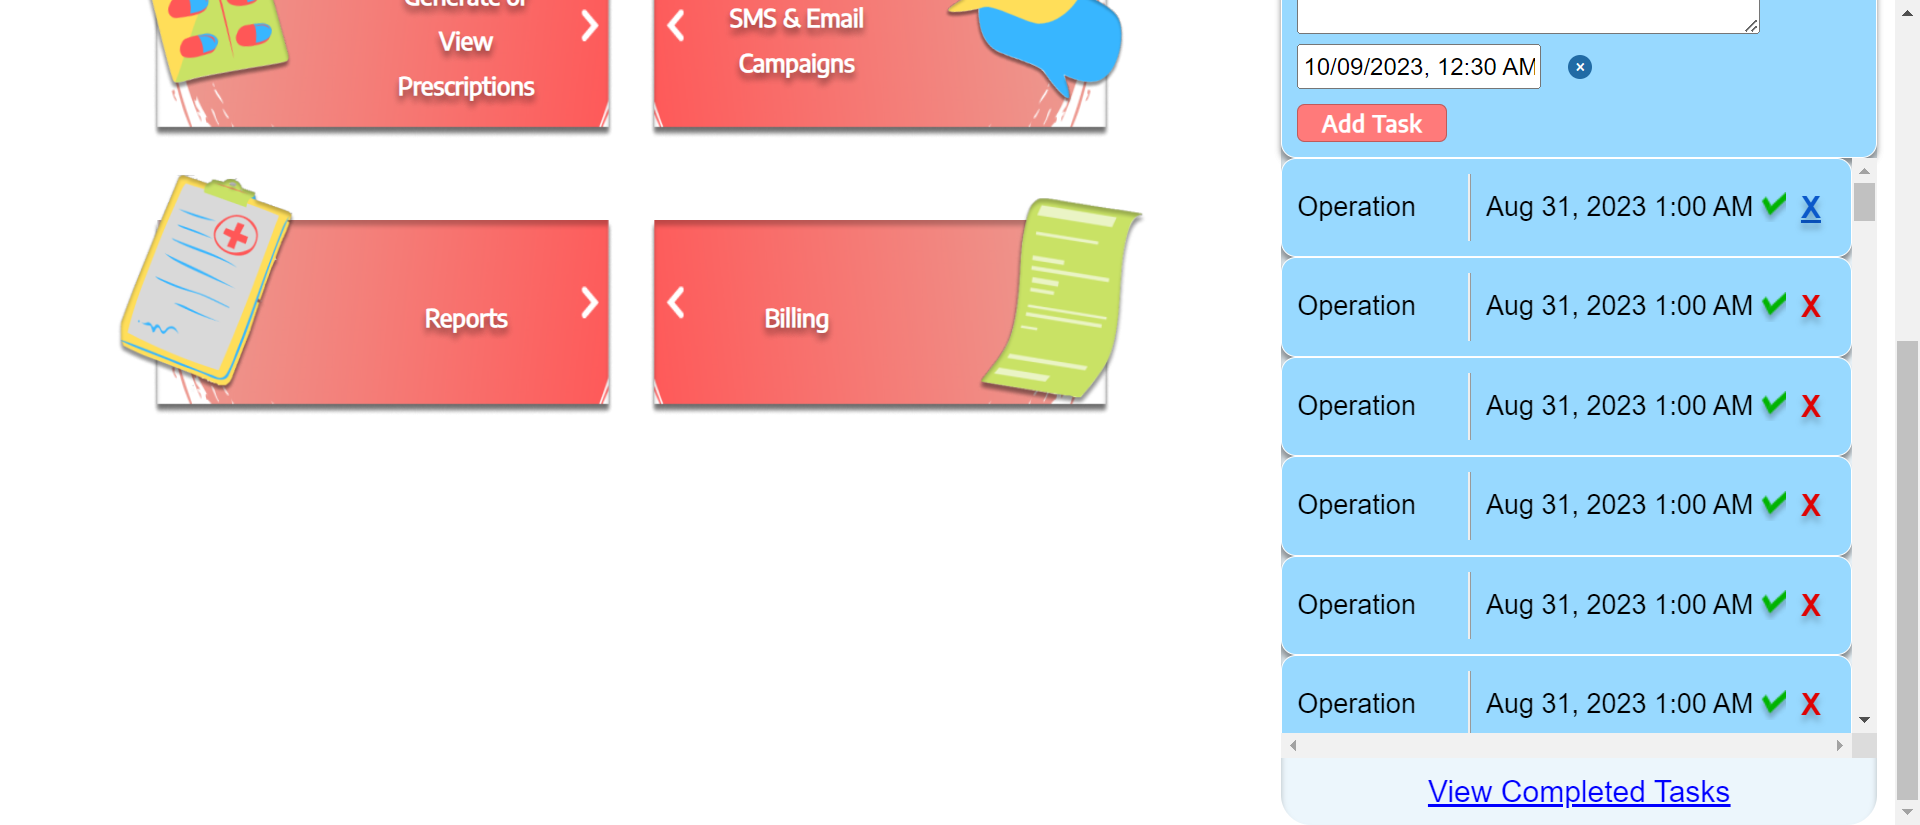 Generate or
View
Prescriptions
SMS & Email
Campaigns
Reports
Billing
10/09/2023, 12:30 AM
Add Task
Operation Aug 31, 2023 1:00 AM X
Operation Aug 31, 2023 1:00 AM X
Operation Aug 31, 2023 1:00 AM X
Operation Aug 31, 2023 1:00 AM X
Operation Aug 31, 2023 1:00 AM X
Operation Aug 31, 2023 1:00 AM X
View Completed Tasks